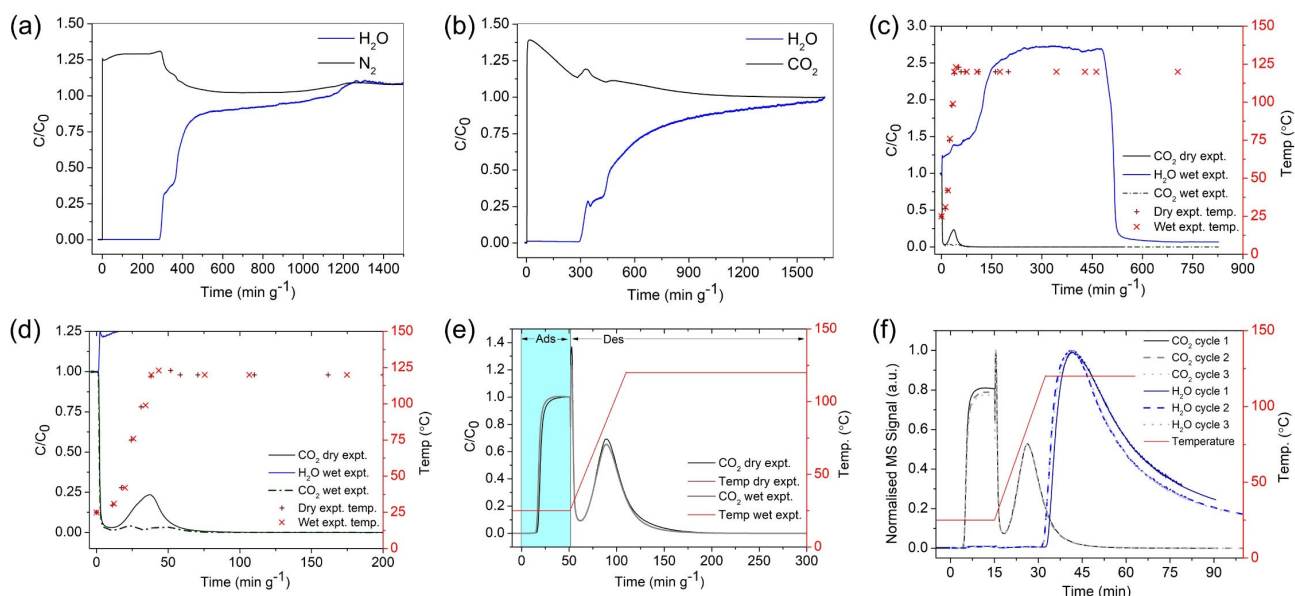 (a)
1.50
1.25
1.00
0.75
0.50
0.25
0.00
C/C₀
H₂O
N₂
0 200 400 600 800 1000 1200 1400
Time (min g⁻¹)
(b)
1.50
1.25
1.00
0.75
0.50
0.25
0.00
C/C₀
H₂O
CO₂
0 300 600 900 1200 1500
Time (min g⁻¹)
(c)
3.0
2.5
2.0
1.5
1.0
0.5
0.0
C/C₀
CO₂ dry expt.
H₂O wet expt.
CO₂ wet expt.
Dry expt. temp.
Wet expt. temp.
150
125
100
75
50
25
0
Temp (°C)
0 150 300 450 600 750 900
Time (min g⁻¹)
(d)
1.25
1.00
0.75
0.50
0.25
0.00
C/C₀
CO₂ dry expt.
H₂O wet expt.
CO₂ wet expt.
Dry expt. temp.
Wet expt. temp.
150
125
100
75
50
25
0
Temp (°C)
0 25 50 75 100 125 150 175 200
Time (min g⁻¹)
(e)
Ads Des
1.4
1.2
1.0
0.8
0.6
0.4
0.2
0.0
C/C₀
CO₂ dry expt.
Temp dry expt.
CO₂ wet expt.
Temp wet expt.
150
125
100
75
50
25
0
Temp. (°C)
0 50 100 150 200 250 300
Time (min g⁻¹)
(f)
1.0
0.8
0.6
0.4
0.2
0.0
Normalised MS Signal (a.u.)
CO₂ cycle 1
CO₂ cycle 2
CO₂ cycle 3
H₂O cycle 1
H₂O cycle 2
H₂O cycle 3
Temperature
150
125
100
75
50
25
0
Temp. (°C)
0 15 30 45 60 75 90
Time (min)